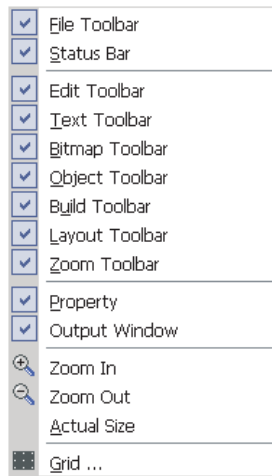 File Toolbar
Status Bar
Edit Toolbar
Text Toolbar
Bitmap Toolbar
Object Toolbar
Build Toolbar
Layout Toolbar
Zoom Toolbar
Property
Output Window
Zoom In
Zoom Out
Actual Size
Grid ...